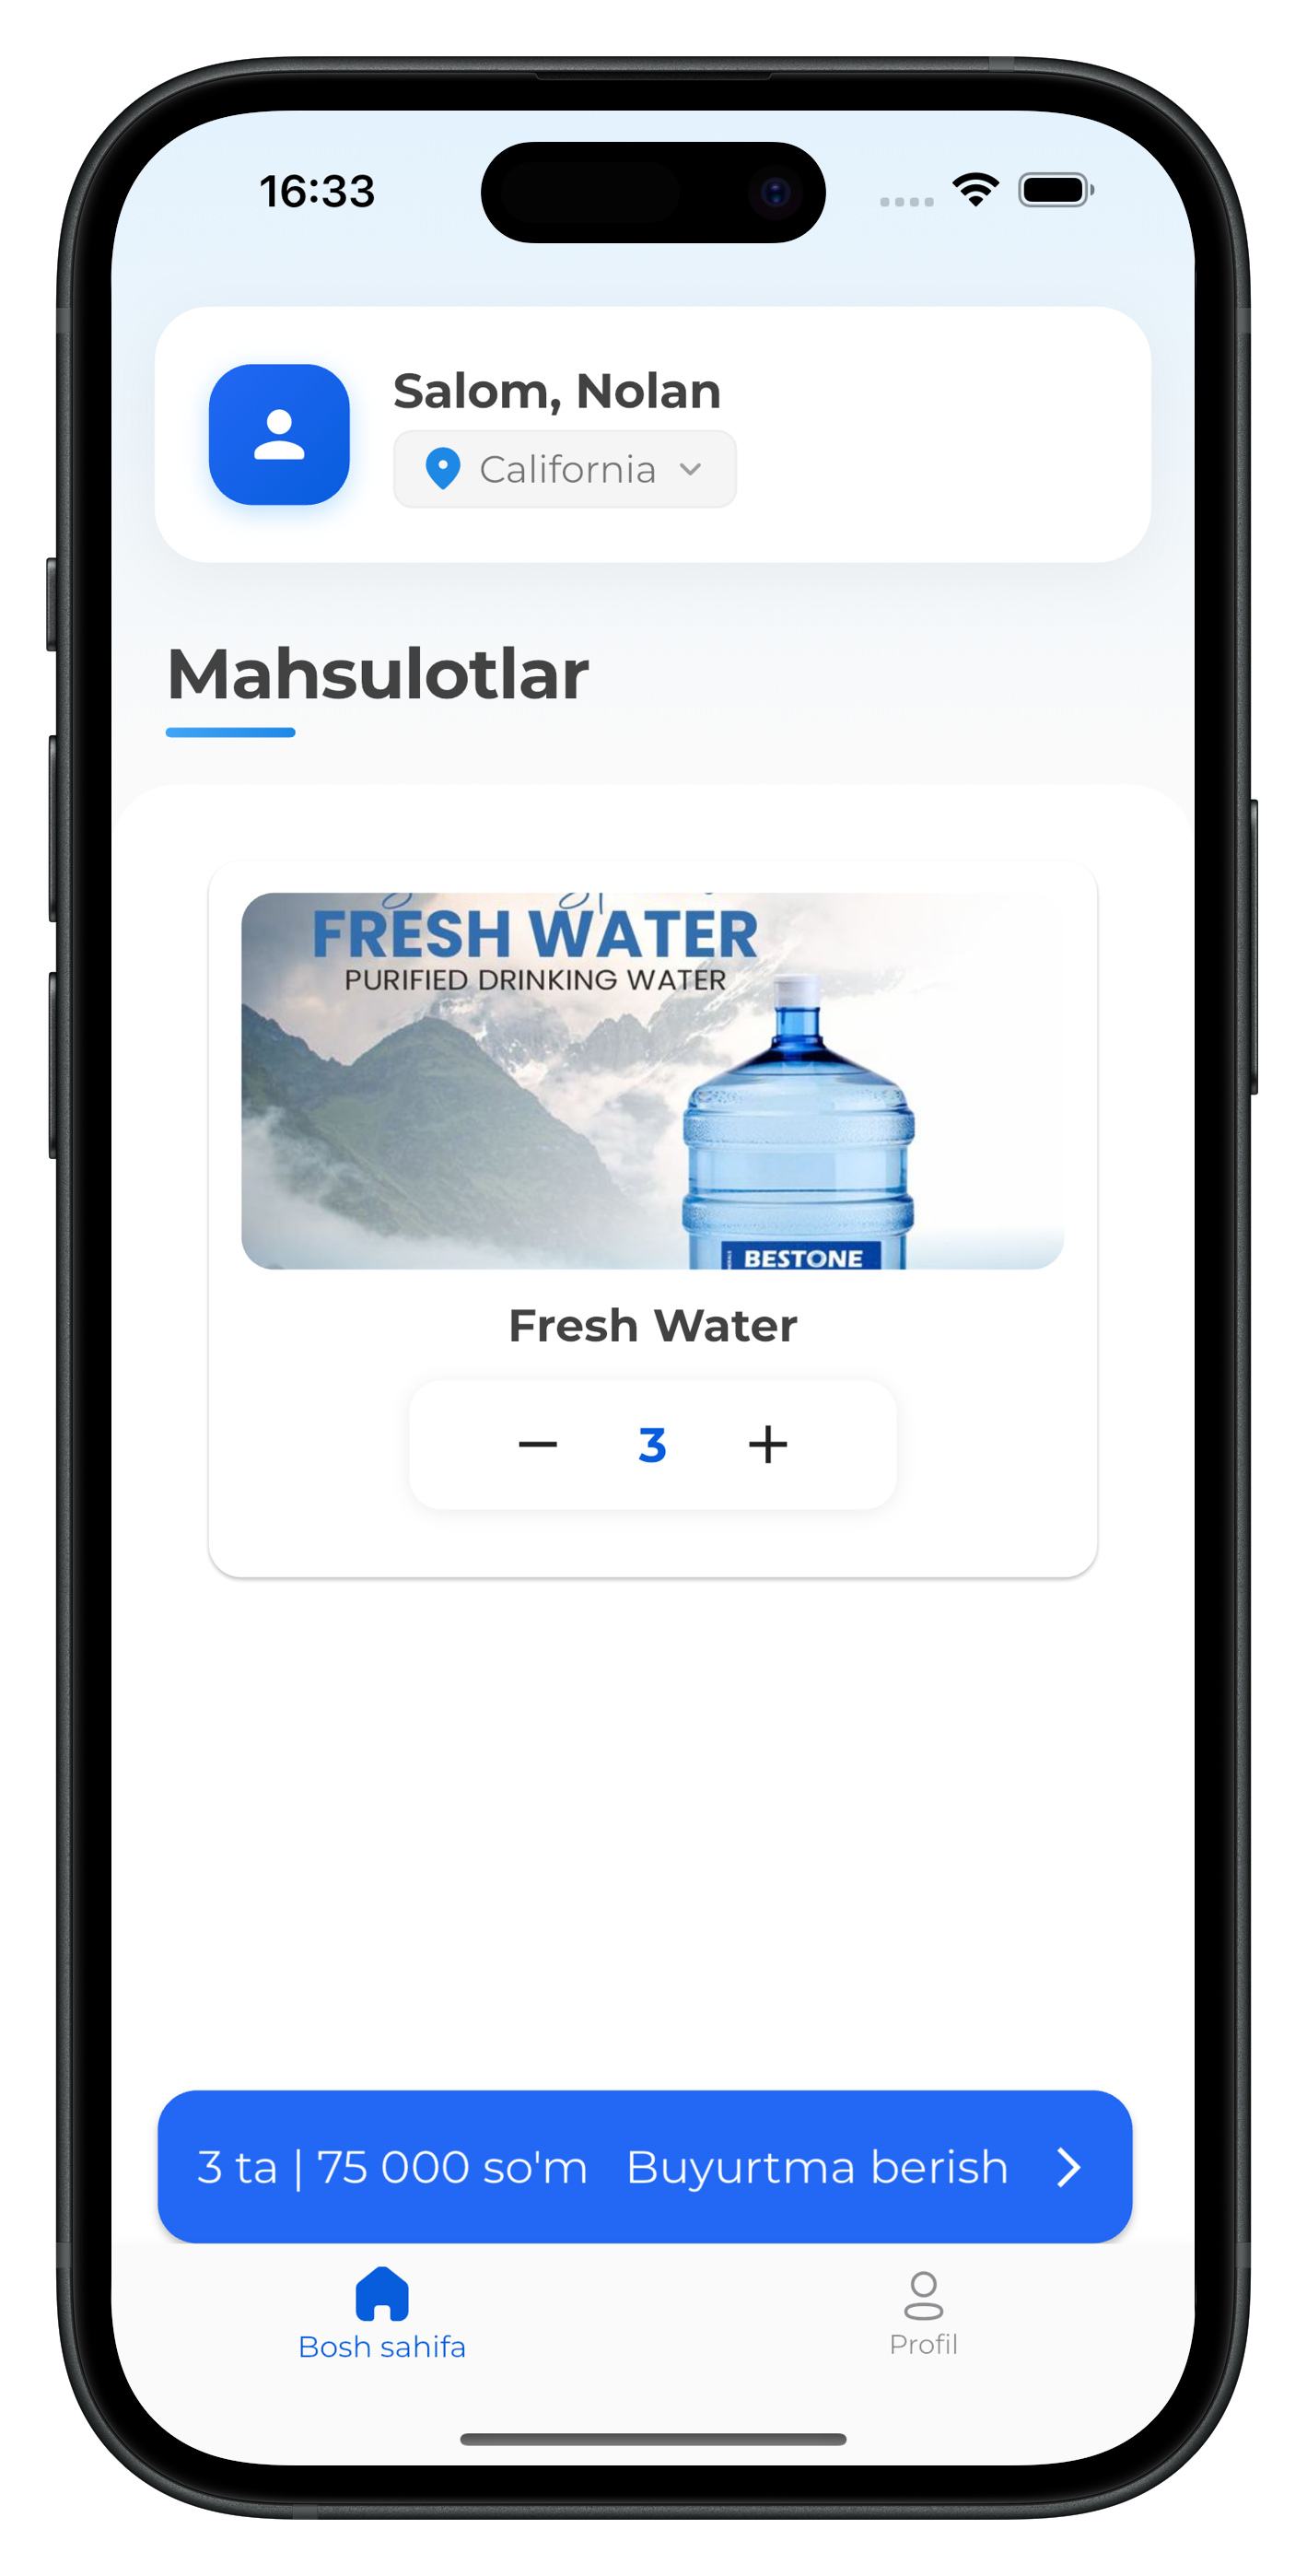 16:33
Salom, Nolan
California
Mahsulotlar
FRESH WATER
PURIFIED DRINKING WATER
BESTONE
Fresh Water
3
3 ta | 75 000 so'm Buyurtma berish
Bosh sahifa
Profil